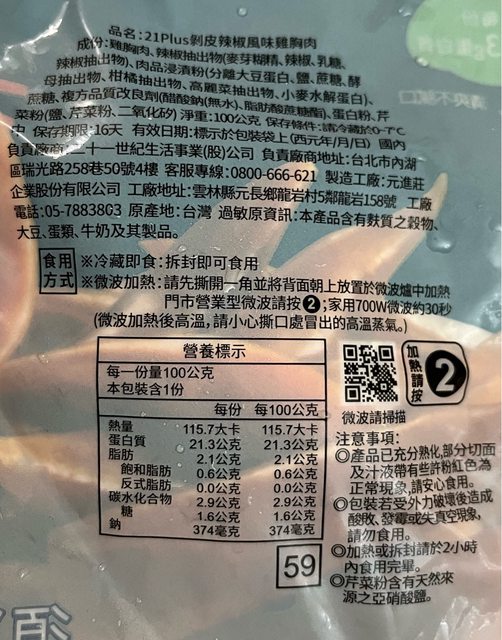 品名:21Plus剝皮辣椒風味雞胸肉
成份:雞胸肉、辣椒抽出物(麥芽糊精、辣椒、乳糖、
辣椒抽出物)、肉品浸漬粉(分離大豆蛋白、鹽、蔗糖、酵
母抽出物、柑橘抽出物、高麗菜抽出物、小麥水解蛋白)、
蔗糖、複方品質改良劑(醋酸鈉(無水)、脂肪酸蔗糖酯)、蛋白粉、芹
菜粉(鹽、芹菜粉、二氧化矽) 淨重:100公克 保存條件:請冷藏於0-7℃
中 保存期限:16天 有效日期:標示於包裝袋上(西元年/月/日) 國內
負責廠商:二十一世紀生活事業(股)公司 負責廠商地址:台北市內湖
區瑞光路258巷50號4樓 客服專線:0800-666-621 製造工廠:元進莊
企業股份有限公司 工廠地址:雲林縣元長鄉龍岩村5鄰龍岩158號 工廠
電話:05-7883803 原產地:台灣 過敏原資訊:本產品含有麩質之穀物、
大豆、蛋類、牛奶及其製品。
食用方式
※冷藏即食:拆封即可食用
※微波加熱:請先撕開一角並將背面朝上放置於微波爐中加熱
門市營業型微波請按2;家用700W微波約30秒
(微波加熱後高溫,請小心撕口處冒出的高溫蒸氣。)
營養標示
每一份量100公克
本包裝含1份
每份 每100公克
熱量 115.7大卡 115.7大卡
蛋白質 21.3公克 21.3公克
脂肪 2.1公克 2.1公克
飽和脂肪 0.6公克 0.6公克
反式脂肪 0.0公克 0.0公克
碳水化合物 2.9公克 2.9公克
糖 1.6公克 1.6公克
鈉 374毫克 374毫克
59
加熱請按
2
微波請掃描
注意事項:
◎產品已充分熟化,部分切面
及汁液帶有些許粉紅色為
正常現象,請安心食用。
◎包裝若受外力破壞後造成
酸敗、發霉或失真空現象,
請勿食用。
◎加熱或拆封請於2小時
內食用完畢。
◎芹菜粉含有天然來
源之亞硝酸鹽。